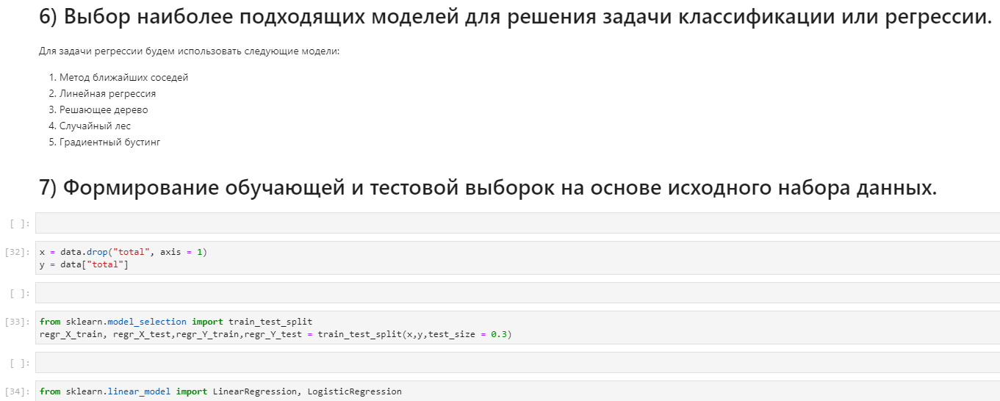 6) Выбор наиболее подходящих моделей для решения задачи классификации или регрессии.
Для задачи регрессии будем использовать следующие модели:
1. Метод ближайших соседей
2. Линейная регрессия
3. Решающее дерево
4. Случайный лес
5. Градиентный бустинг
7) Формирование обучающей и тестовой выборок на основе исходного набора данных.
[ ]:
[32]: x = data.drop("total", axis = 1)
y = data["total"]
[ ]:
[33]: from sklearn.model_selection import train_test_split
regr_X_train, regr_X_test,regr_Y_train,regr_Y_test = train_test_split(x,y,test_size = 0.3)
[ ]:
[34]: from sklearn.linear_model import LinearRegression, LogisticRegression